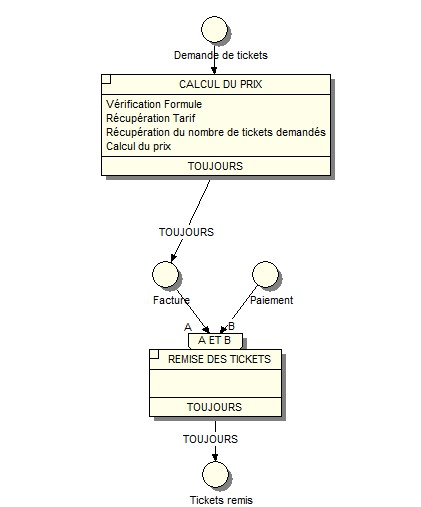 Demande de tickets
CALCUL DU PRIX
Vérification Formule
Récupération Tarif
Récupération du nombre de tickets demandés
Calcul du prix
TOUJOURS
TOUJOURS
Facture
Paiement
A
B
A ET B
REMISE DES TICKETS
TOUJOURS
TOUJOURS
Tickets remis